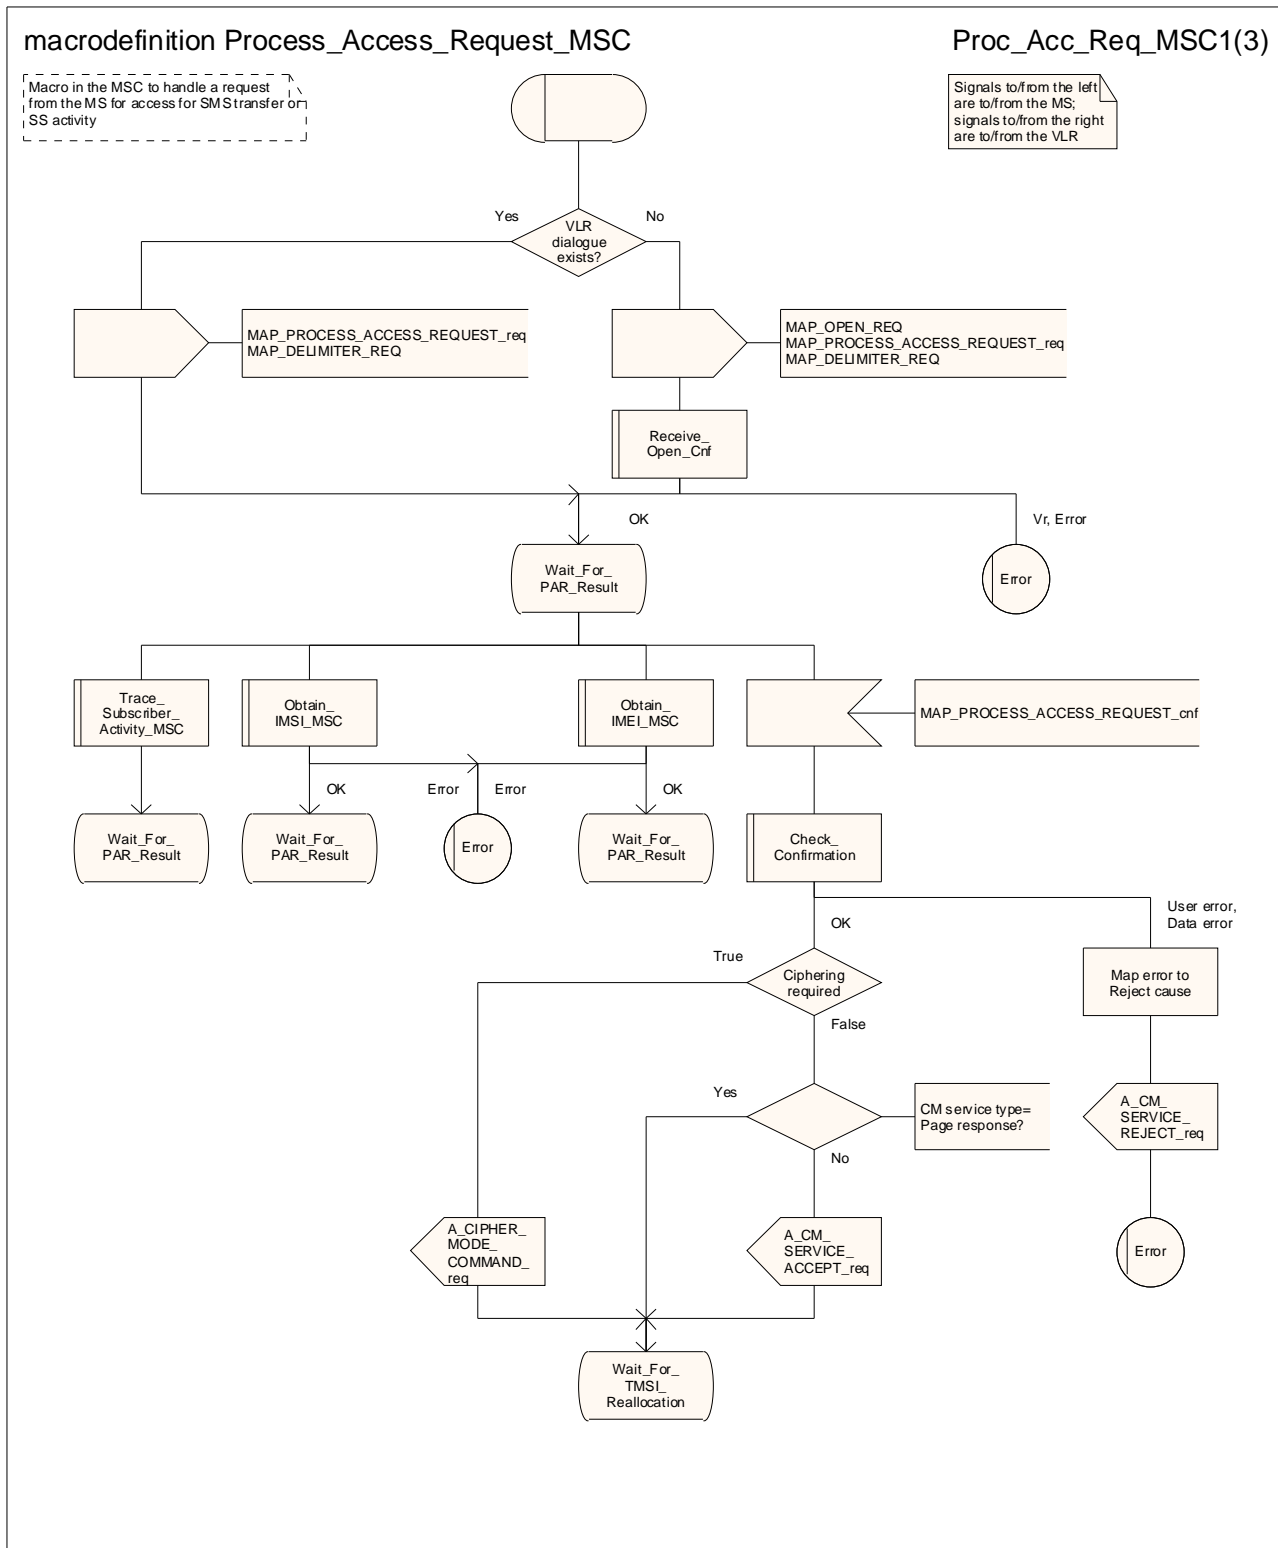 macrodefinition Process_Access_Request_MSC
Proc_Acc_Req_MSC1(3)
Macro in the MSC to handle a request
from the MS for access for SMS transfer or
SS activity
Signals to/from the left
are to/from the MS;
signals to/from the right
are to/from the VLR
Yes
No
VLR
dialogue
exists?
MAP_PROCESS_ACCESS_REQUEST_req
MAP_DELIMITER_REQ
MAP_OPEN_REQ
MAP_PROCESS_ACCESS_REQUEST_req
MAP_DELIMITER_REQ
Receive_
Open_Cnf
OK
Vr, Error
Wait_For_
PAR_Result
Error
Trace_
Subscriber_
Activity_MSC
Obtain_
IMSI_MSC
Obtain_
IMEI_MSC
MAP_PROCESS_ACCESS_REQUEST_cnf
OK
Error
Error
OK
Wait_For_
PAR_Result
Wait_For_
PAR_Result
Error
Wait_For_
PAR_Result
Check_
Confirmation
User error,
Data error
OK
True
Ciphering
required
Map error to
Reject cause
False
Yes
CM service type=
Page response?
A_CM_
SERVICE_
REJECT_req
No
A_CIPHER_
MODE_
COMMAND_
req
A_CM_
SERVICE_
ACCEPT_req
Error
Wait_For_
TMSI_
Reallocation